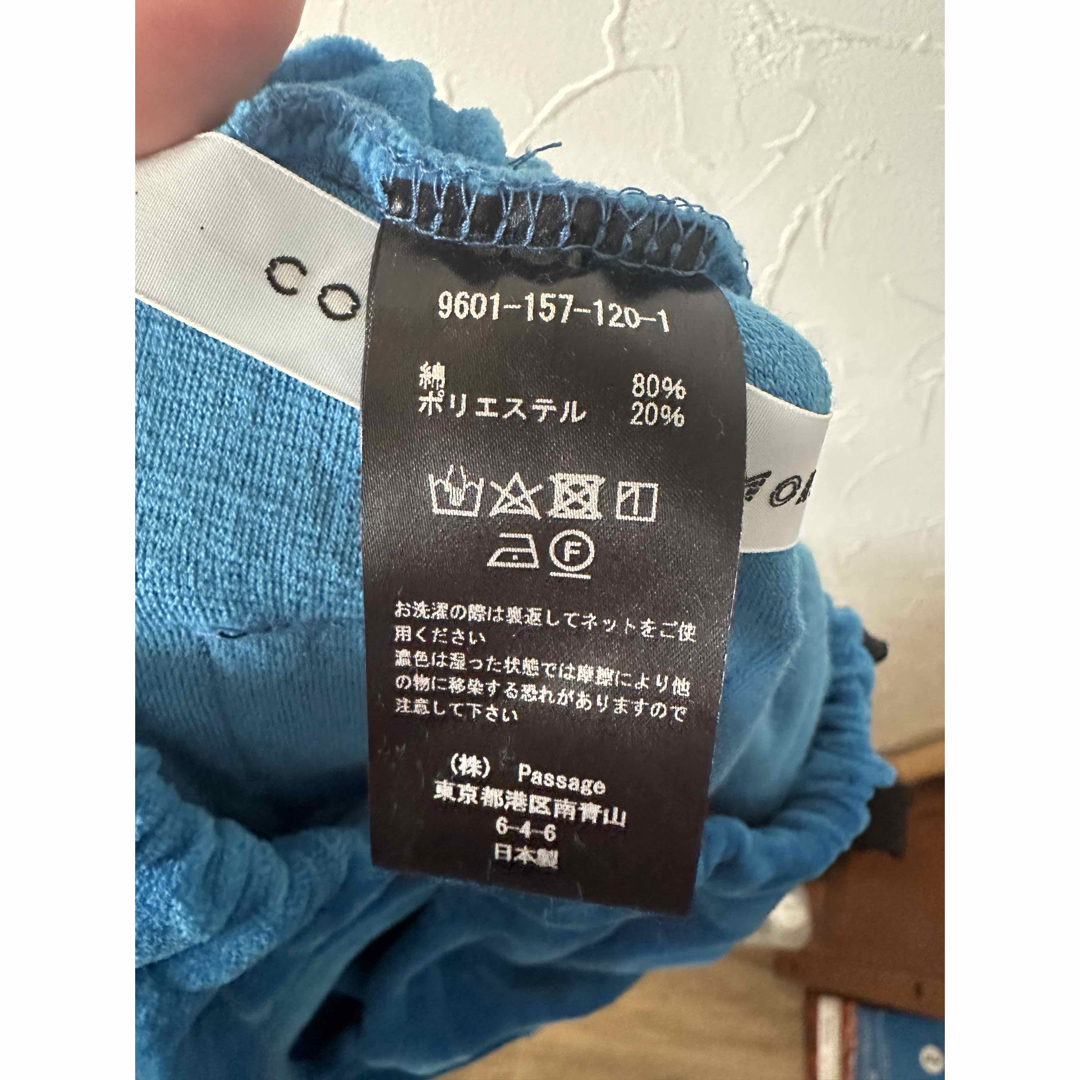 CO
9601-157-120-1
綿 80%
ポリエステル 20%
F
お洗濯の際は裏返してネットをご使
用ください
濃色は湿った状態では摩擦により他
の物に移染する恐れがありますので
注意して下さい
(株) Passage
東京都港区南青山
6-4-6
日本製